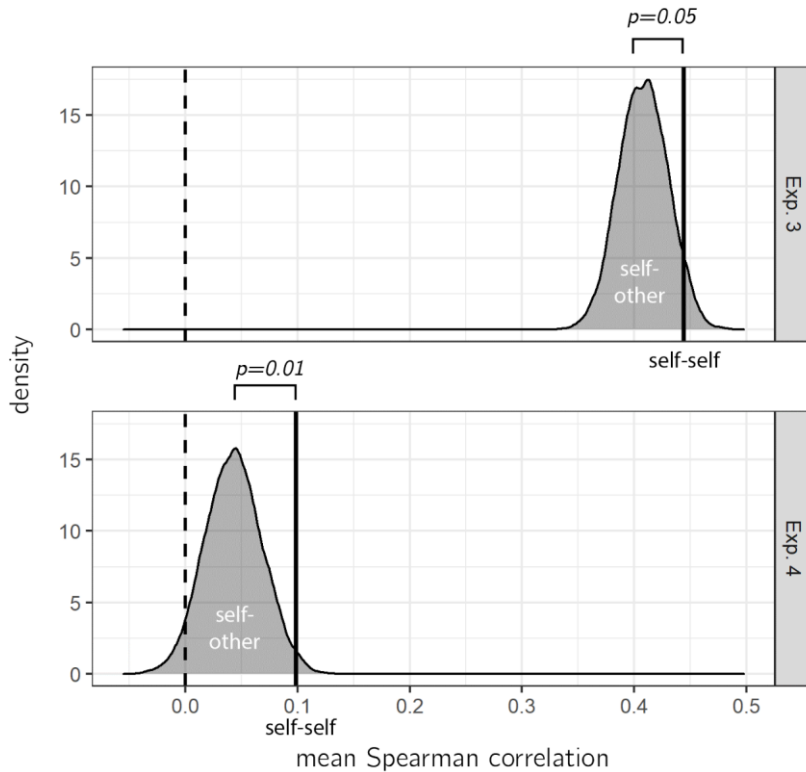 p=0.05
15
10
5
0
self-
other
Exp. 3
self-self
density
p=0.01
15
10
5
0
self-
other
Exp. 4
0.0 0.1 0.2 0.3 0.4 0.5
self-self
mean Spearman correlation